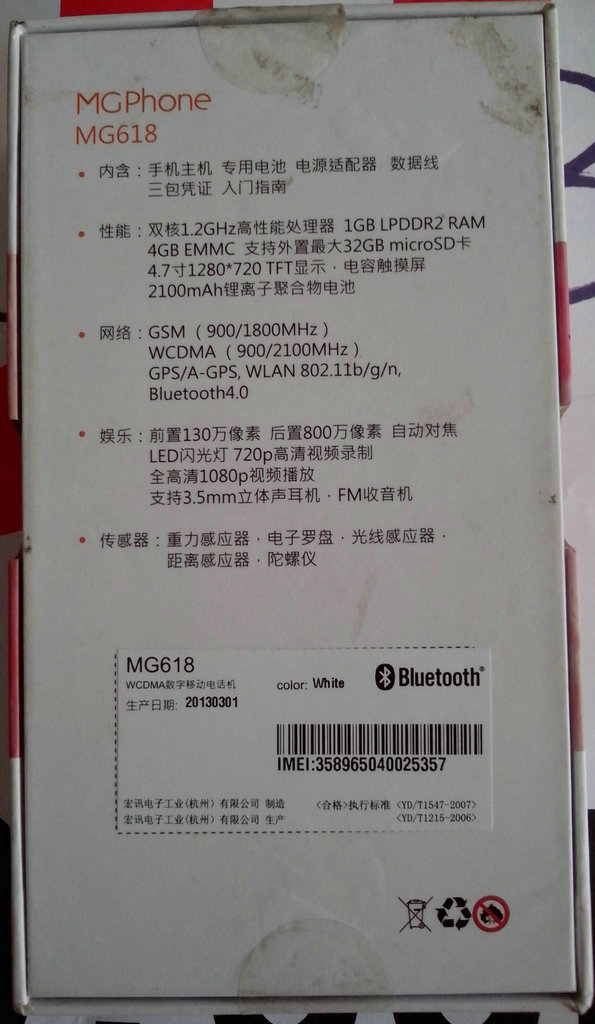 MGPhone
MG618
• 内含：手机主机 专用电池 电源适配器 数据线
三包凭证 入门指南
• 性能：双核1.2GHz高性能处理器 1GB LPDDR2 RAM
4GB EMMC 支持外置最大32GB microSD卡
4.7寸1280*720 TFT显示，电容触摸屏
2100mAh锂离子聚合物电池
• 网络：GSM（900/1800MHz）
WCDMA（900/2100MHz）
GPS/A-GPS, WLAN 802.11b/g/n,
Bluetooth4.0
• 娱乐：前置130万像素 后置800万像素 自动对焦
LED闪光灯 720p高清视频录制
全高清1080p视频播放
支持3.5mm立体声耳机，FM收音机
• 传感器：重力感应器，电子罗盘，光线感应器，
距离感应器，陀螺仪
MG618
WCDMA数字移动电话机
生产日期: 20130301
color: White
Bluetooth®
IMEI:358965040025357
宏讯电子工业(杭州) 有限公司 制造 <合格>执行标准 <YD/T1547-2007>
宏讯电子工业(杭州) 有限公司 生产 <YD/T1215-2006>